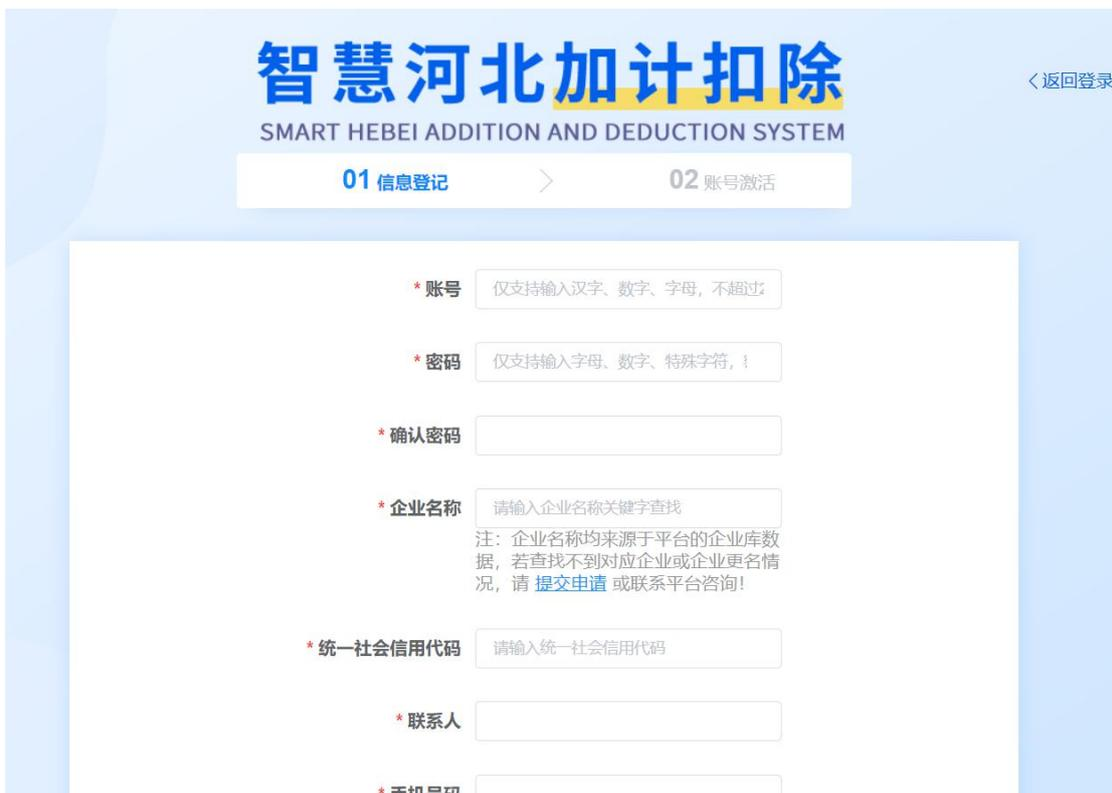 智慧河北加计扣除
< 返回登录
SMART HEBEI ADDITION AND DEDUCTION SYSTEM
01 信息登记 > 02 账号激活
* 账号 仅支持输入汉字、数字、字母，不超过2
* 密码 仅支持输入字母、数字、特殊字符，
* 确认密码
* 企业名称 请输入企业名称关键字查找
注：企业名称均来源于平台的企业库数
据，若查找不到对应企业或企业更名情
况，请 提交申请 或联系平台咨询！
* 统一社会信用代码 请输入统一社会信用代码
* 联系人
* 手机号码